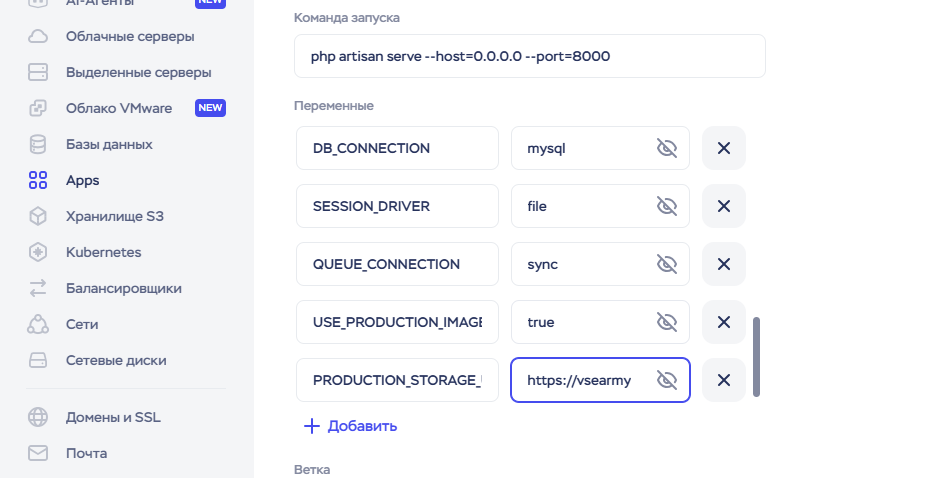 AI-Агенты NEW
Облачные серверы
Выделенные серверы
Облако VMware NEW
Базы данных
Apps
Хранилище S3
Kubernetes
Балансировщики
Сети
Сетевые диски
Домены и SSL
Почта
Команда запуска
php artisan serve --host=0.0.0.0 --port=8000
Переменные
DB_CONNECTION mysql
SESSION_DRIVER file
QUEUE_CONNECTION sync
USE_PRODUCTION_IMAGE true
PRODUCTION_STORAGE_ https://vsearmy
Добавить
Ветка